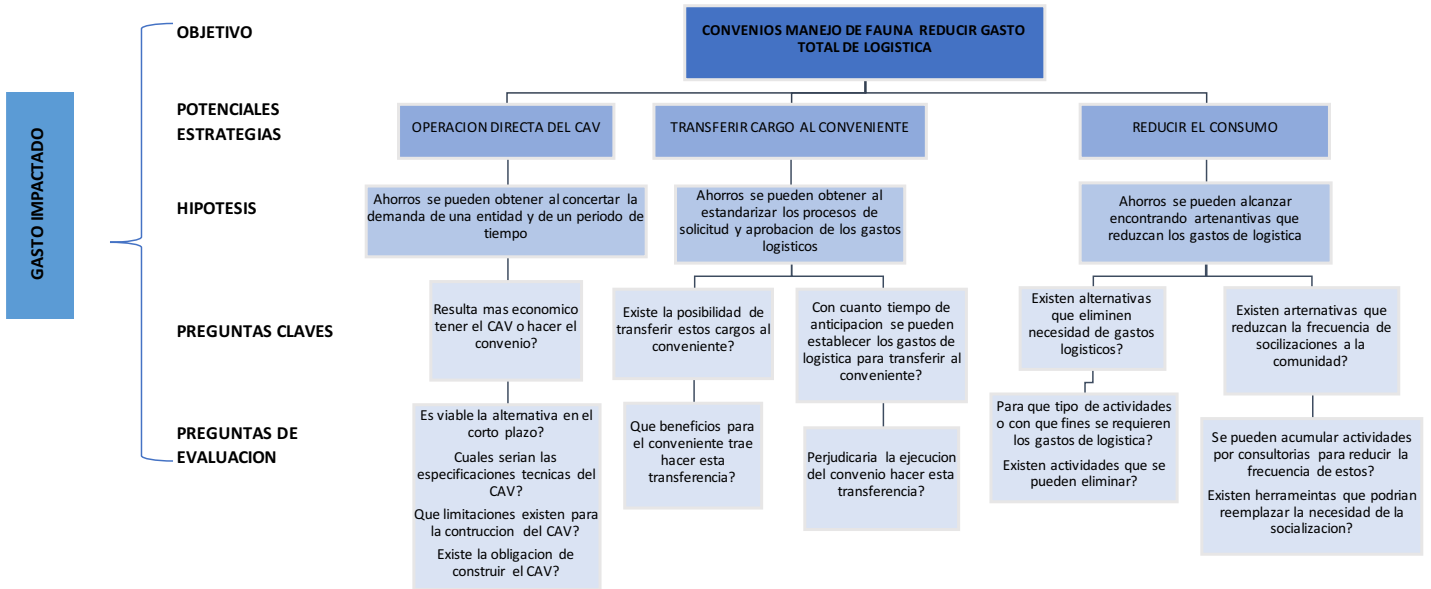 GASTO IMPACTADO
OBJETIVO
CONVENIOS MANEJO DE FAUNA REDUCIR GASTO
TOTAL DE LOGISTICA
POTENCIALES
ESTRATEGIAS
OPERACION DIRECTA DEL CAV
TRANSFERIR CARGO AL CONVENIENTE
REDUCIR EL CONSUMO
HIPOTESIS
Ahorros se pueden obtener al concertar la
demanda de una entidad y de un periodo de
tiempo
Ahorros se pueden obtener al
estandarizar los procesos de
solicitud y aprobacion de los gastos
logisticos
Ahorros se pueden alcanzar
encontrando artenantivas que
reduzcan los gastos de logistica
PREGUNTAS CLAVES
Resulta mas economico
tener el CAV o hacer el
convenio?
Existe la posibilidad de
transferir estos cargos al
conveniente?
Con cuanto tiempo de
anticipacion se pueden
establecer los gastos de
logistica para transferir al
conveniente?
Existen alternativas
que eliminen
necesidad de gastos
logisticos?
Existen arternativas que
reduzcan la frecuencia de
socilizaciones a la
comunidad?
PREGUNTAS DE
EVALUACION
Es viable la alternativa en el
corto plazo?
Cuales serian las
especificaciones tecnicas del
CAV?
Que limitaciones existen para
la contruccion del CAV?
Existe la obligacion de
construir el CAV?
Que beneficios para
el conveniente trae
hacer esta
transferencia?
Perjudicaria la ejecucion
del convenio hacer esta
transferencia?
Para que tipo de actividades
o con que fines se requieren
los gastos de logistica?
Existen actividades que se
pueden eliminar?
Se pueden acumular actividades
por consultorias para reducir la
frecuencia de estos?
Existen herrameintas que podrian
reemplazar la necesidad de la
socializacion?